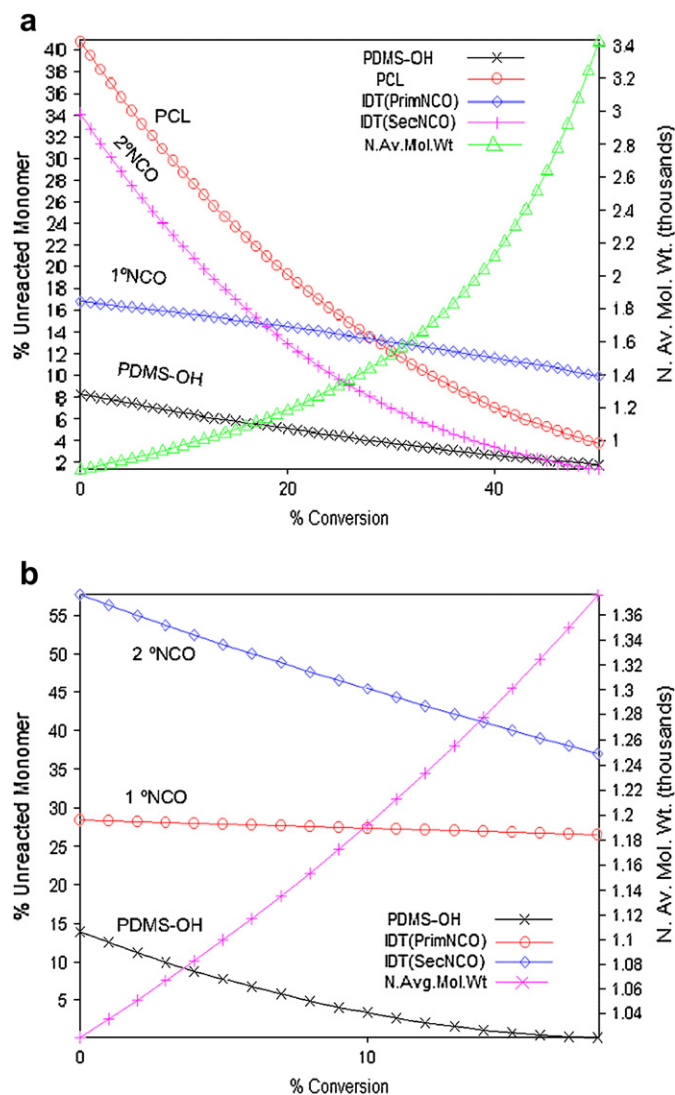 a
PDMS-OH
PCL
IDT(PrimNCO)
IDT(SecNCO)
N.Av.Mol.Wt
PCL
2ºNCO
1ºNCO
PDMS-OH
% Unreacted Monomer
40
38
36
34
32
30
28
26
24
22
20
18
16
14
12
10
8
6
4
2
N. Av. Mol. Wt. (thousands)
3.4
3.2
3
2.8
2.6
2.4
2.2
2
1.8
1.6
1.4
1.2
1
0 20 40
% Conversion
b
2 ºNCO
1 ºNCO
PDMS-OH
PDMS-OH
IDT(PrimNCO)
IDT(SecNCO)
N.Avg.Mol.Wt
% Unreacted Monomer
55
50
45
40
35
30
25
20
15
10
5
N. Av. Mol. Wt. (thousands)
1.36
1.34
1.32
1.3
1.28
1.26
1.24
1.22
1.2
1.18
1.16
1.14
1.12
1.1
1.08
1.06
1.04
0 10
% Conversion